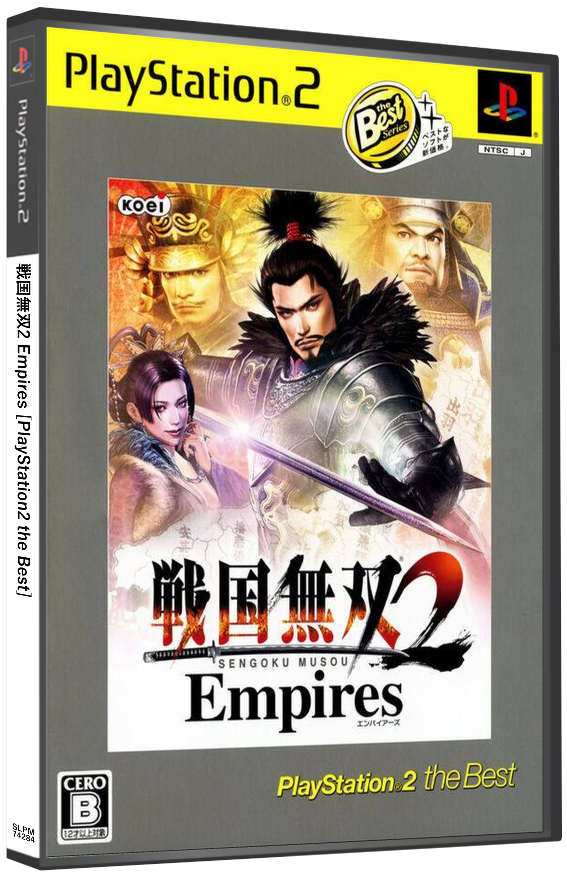 PlayStation®2
the
Best
Series
ベストな
ソフトが
新価格。
NTSC J
KOEI
出羽
戦国無双2
SENGOKU MUSOU
Empires
エンパイアーズ
PlayStation®2 the Best
CERO
B
12才以上対象
PlayStation®2
戦国無双2 Empires [PlayStation2 the Best]
SLPM
74284